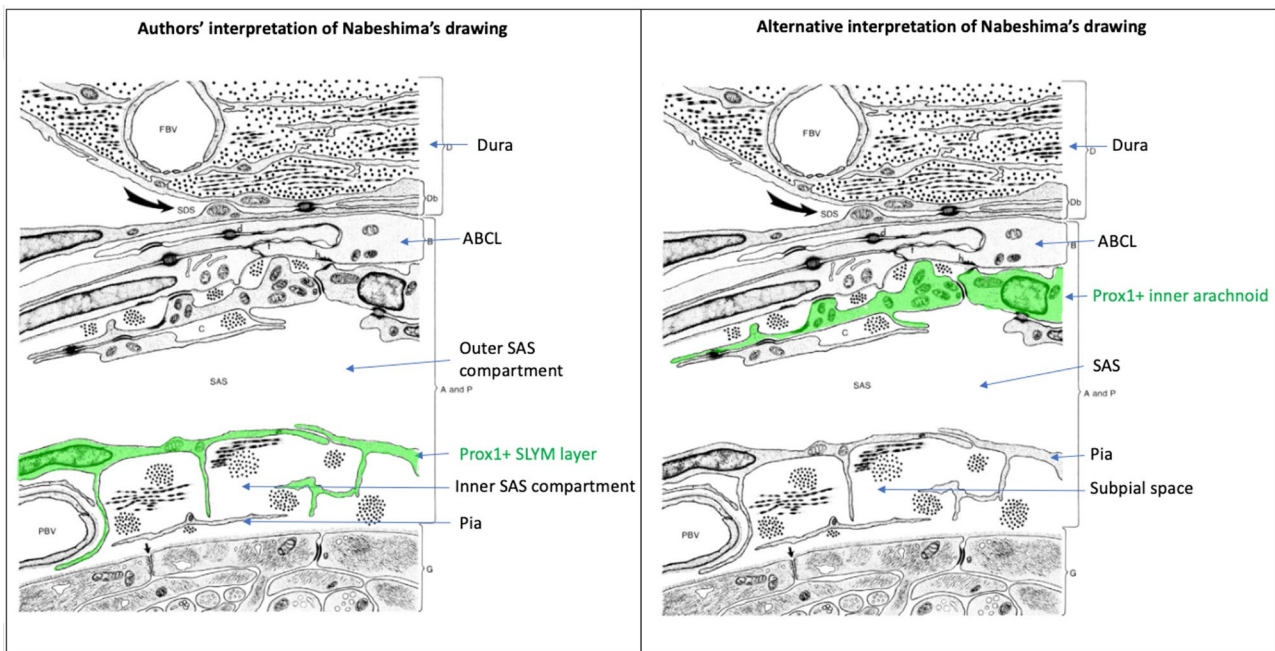 Authors' interpretation of Nabeshima's drawing
FBV
D
Dura
Db
SDS
d
B
ABCL
f
h
C
Outer SAS
compartment
SAS
A and P
Prox1+ SLYM layer
Inner SAS compartment
PBV
Pia
g
G
Alternative interpretation of Nabeshima's drawing
FBV
D
Dura
Db
SDS
d
B
ABCL
f
h
Prox1+ inner arachnoid
C
SAS
SAS
A and P
Pia
Subpial space
PBV
g
G